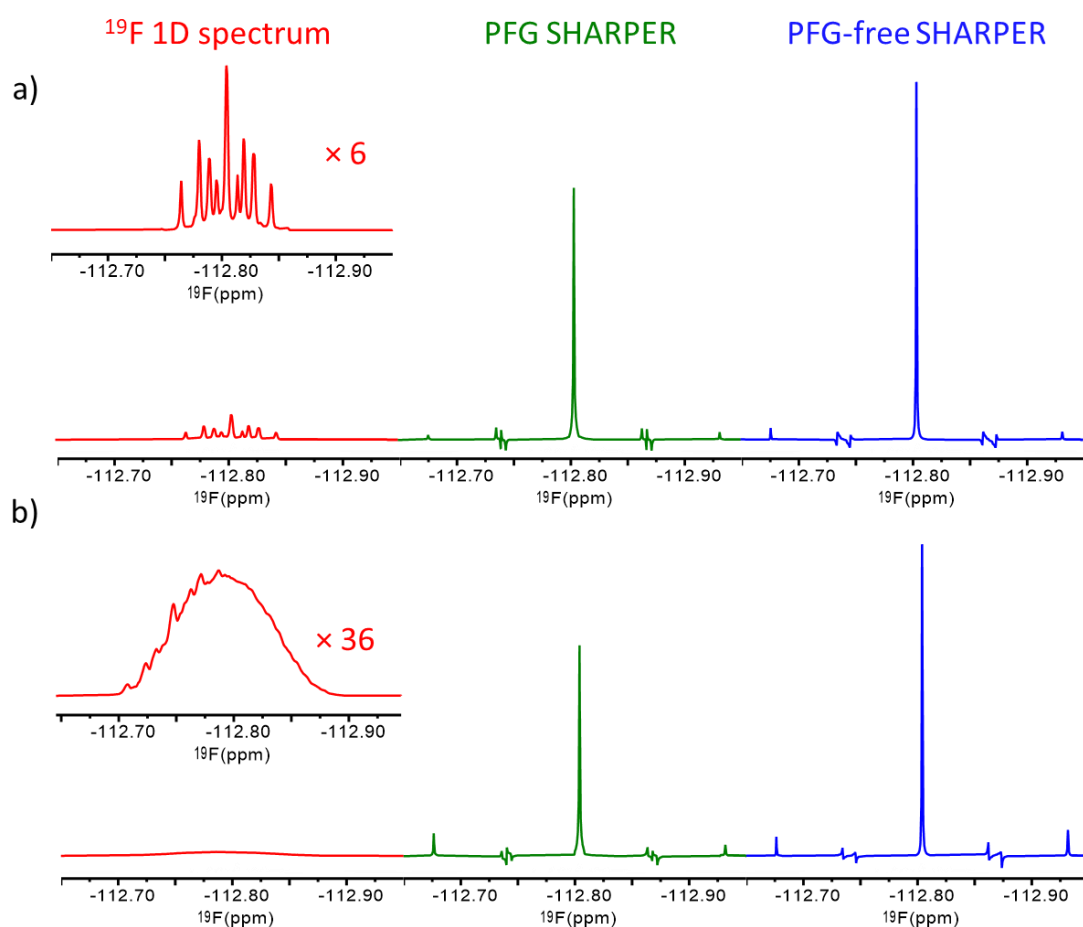 ¹⁹F 1D spectrum PFG SHARPER PFG-free SHARPER
a)
× 6
-112.70 -112.80 -112.90
¹⁹F(ppm)
-112.70 -112.80 -112.90 -112.70 -112.80 -112.90 -112.70 -112.80 -112.90
¹⁹F(ppm) ¹⁹F(ppm) ¹⁹F(ppm)
b)
× 36
-112.70 -112.80 -112.90
¹⁹F(ppm)
-112.70 -112.80 -112.90 -112.70 -112.80 -112.90 -112.70 -112.80 -112.90
¹⁹F(ppm) ¹⁹F(ppm) ¹⁹F(ppm)